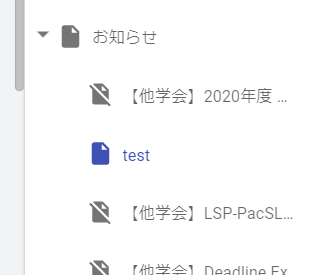 お知らせ
【他学会】2020年度 ...
test
【他学会】LSP-PacSL...
【他学会】Deadline Ex...